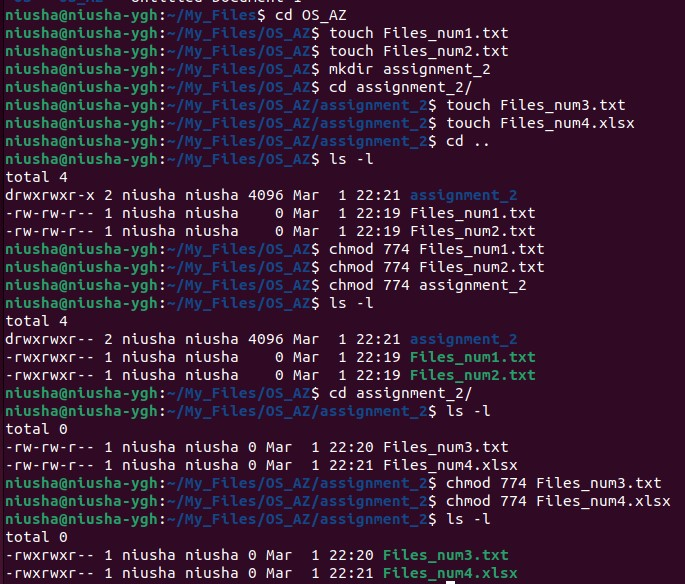 niusha@niusha-ygh:~/My_Files$ cd OS_AZ
niusha@niusha-ygh:~/My_Files/OS_AZ$ touch Files_num1.txt
niusha@niusha-ygh:~/My_Files/OS_AZ$ touch Files_num2.txt
niusha@niusha-ygh:~/My_Files/OS_AZ$ mkdir assignment_2
niusha@niusha-ygh:~/My_Files/OS_AZ$ cd assignment_2/
niusha@niusha-ygh:~/My_Files/OS_AZ/assignment_2$ touch Files_num3.txt
niusha@niusha-ygh:~/My_Files/OS_AZ/assignment_2$ touch Files_num4.xlsx
niusha@niusha-ygh:~/My_Files/OS_AZ/assignment_2$ cd ..
niusha@niusha-ygh:~/My_Files/OS_AZ$ ls -l
total 4
drwxrwxr-x 2 niusha niusha 4096 Mar  1 22:21 assignment_2
-rw-rw-r-- 1 niusha niusha    0 Mar  1 22:19 Files_num1.txt
-rw-rw-r-- 1 niusha niusha    0 Mar  1 22:19 Files_num2.txt
niusha@niusha-ygh:~/My_Files/OS_AZ$ chmod 774 Files_num1.txt
niusha@niusha-ygh:~/My_Files/OS_AZ$ chmod 774 Files_num2.txt
niusha@niusha-ygh:~/My_Files/OS_AZ$ chmod 774 assignment_2
niusha@niusha-ygh:~/My_Files/OS_AZ$ ls -l
total 4
drwxrwxr-- 2 niusha niusha 4096 Mar  1 22:21 assignment_2
-rwxrwxr-- 1 niusha niusha    0 Mar  1 22:19 Files_num1.txt
-rwxrwxr-- 1 niusha niusha    0 Mar  1 22:19 Files_num2.txt
niusha@niusha-ygh:~/My_Files/OS_AZ$ cd assignment_2/
niusha@niusha-ygh:~/My_Files/OS_AZ/assignment_2$ ls -l
total 0
-rw-rw-r-- 1 niusha niusha 0 Mar  1 22:20 Files_num3.txt
-rw-rw-r-- 1 niusha niusha 0 Mar  1 22:21 Files_num4.xlsx
niusha@niusha-ygh:~/My_Files/OS_AZ/assignment_2$ chmod 774 Files_num3.txt
niusha@niusha-ygh:~/My_Files/OS_AZ/assignment_2$ chmod 774 Files_num4.xlsx
niusha@niusha-ygh:~/My_Files/OS_AZ/assignment_2$ ls -l
total 0
-rwxrwxr-- 1 niusha niusha 0 Mar  1 22:20 Files_num3.txt
-rwxrwxr-- 1 niusha niusha 0 Mar  1 22:21 Files_num4.xlsx